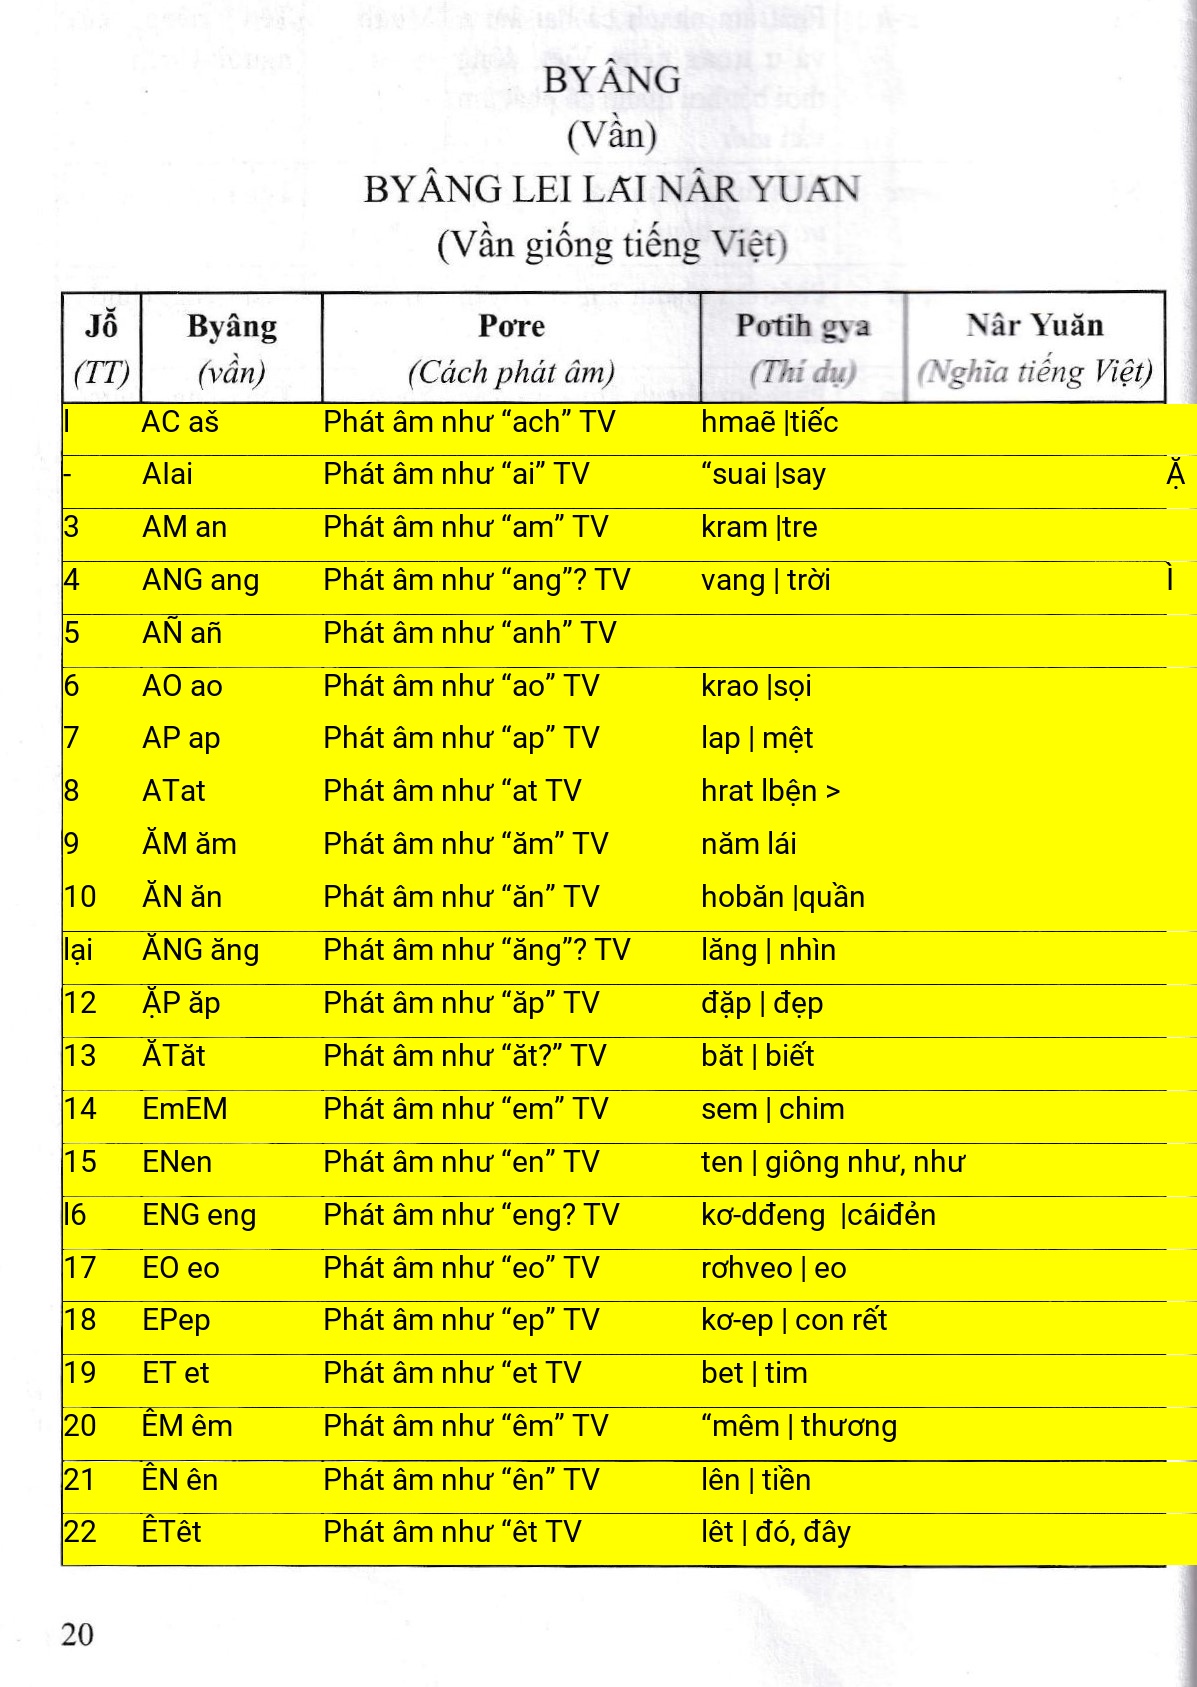 BYÂNG
(Vần)
BYÂNG LEI LĂI NÂR YUĂN
(Vần giống tiếng Việt)
Jỗ Byâng Pơre Pơtih gya Nâr Yuăn
(TT) (vần) (Cách phát âm) (Thí dụ) (Nghĩa tiếng Việt)
l AC aš Phát âm như “ach” TV hmaẽ |tiếc
- AIai Phát âm như “ai” TV “suai |say Ặ
3 AM an Phát âm như “am” TV kram |tre
4 ANG ang Phát âm như “ang”? TV vang | trời Ì
5 AÑ añ Phát âm như “anh” TV
6 AO ao Phát âm như “ao” TV krao |sọi
7 AP ap Phát âm như “ap” TV lap | mệt
8 ATat Phát âm như “at TV hrat lbện >
9 ĂM ăm Phát âm như “ăm” TV năm lái
10 ĂN ăn Phát âm như “ăn” TV hobăn |quần
lại ĂNG ăng Phát âm như “ăng”? TV lăng | nhìn
12 ẶP ăp Phát âm như “ăp” TV đặp | đẹp
13 ĂTăt Phát âm như “ăt?” TV băt | biết
14 EmEM Phát âm như “em” TV sem | chim
15 ENen Phát âm như “en” TV ten | giông như, như
l6 ENG eng Phát âm như “eng? TV kơ-dđeng |cáiđẻn
17 EO eo Phát âm như “eo” TV rơhveo | eo
18 EPep Phát âm như “ep” TV kơ-ep | con rết
19 ET et Phát âm như “et TV bet | tim
20 ÊM êm Phát âm như “êm” TV “mêm | thương
21 ÊN ên Phát âm như “ên” TV lên | tiền
22 ÊTêt Phát âm như “êt TV lêt | đó, đây
20